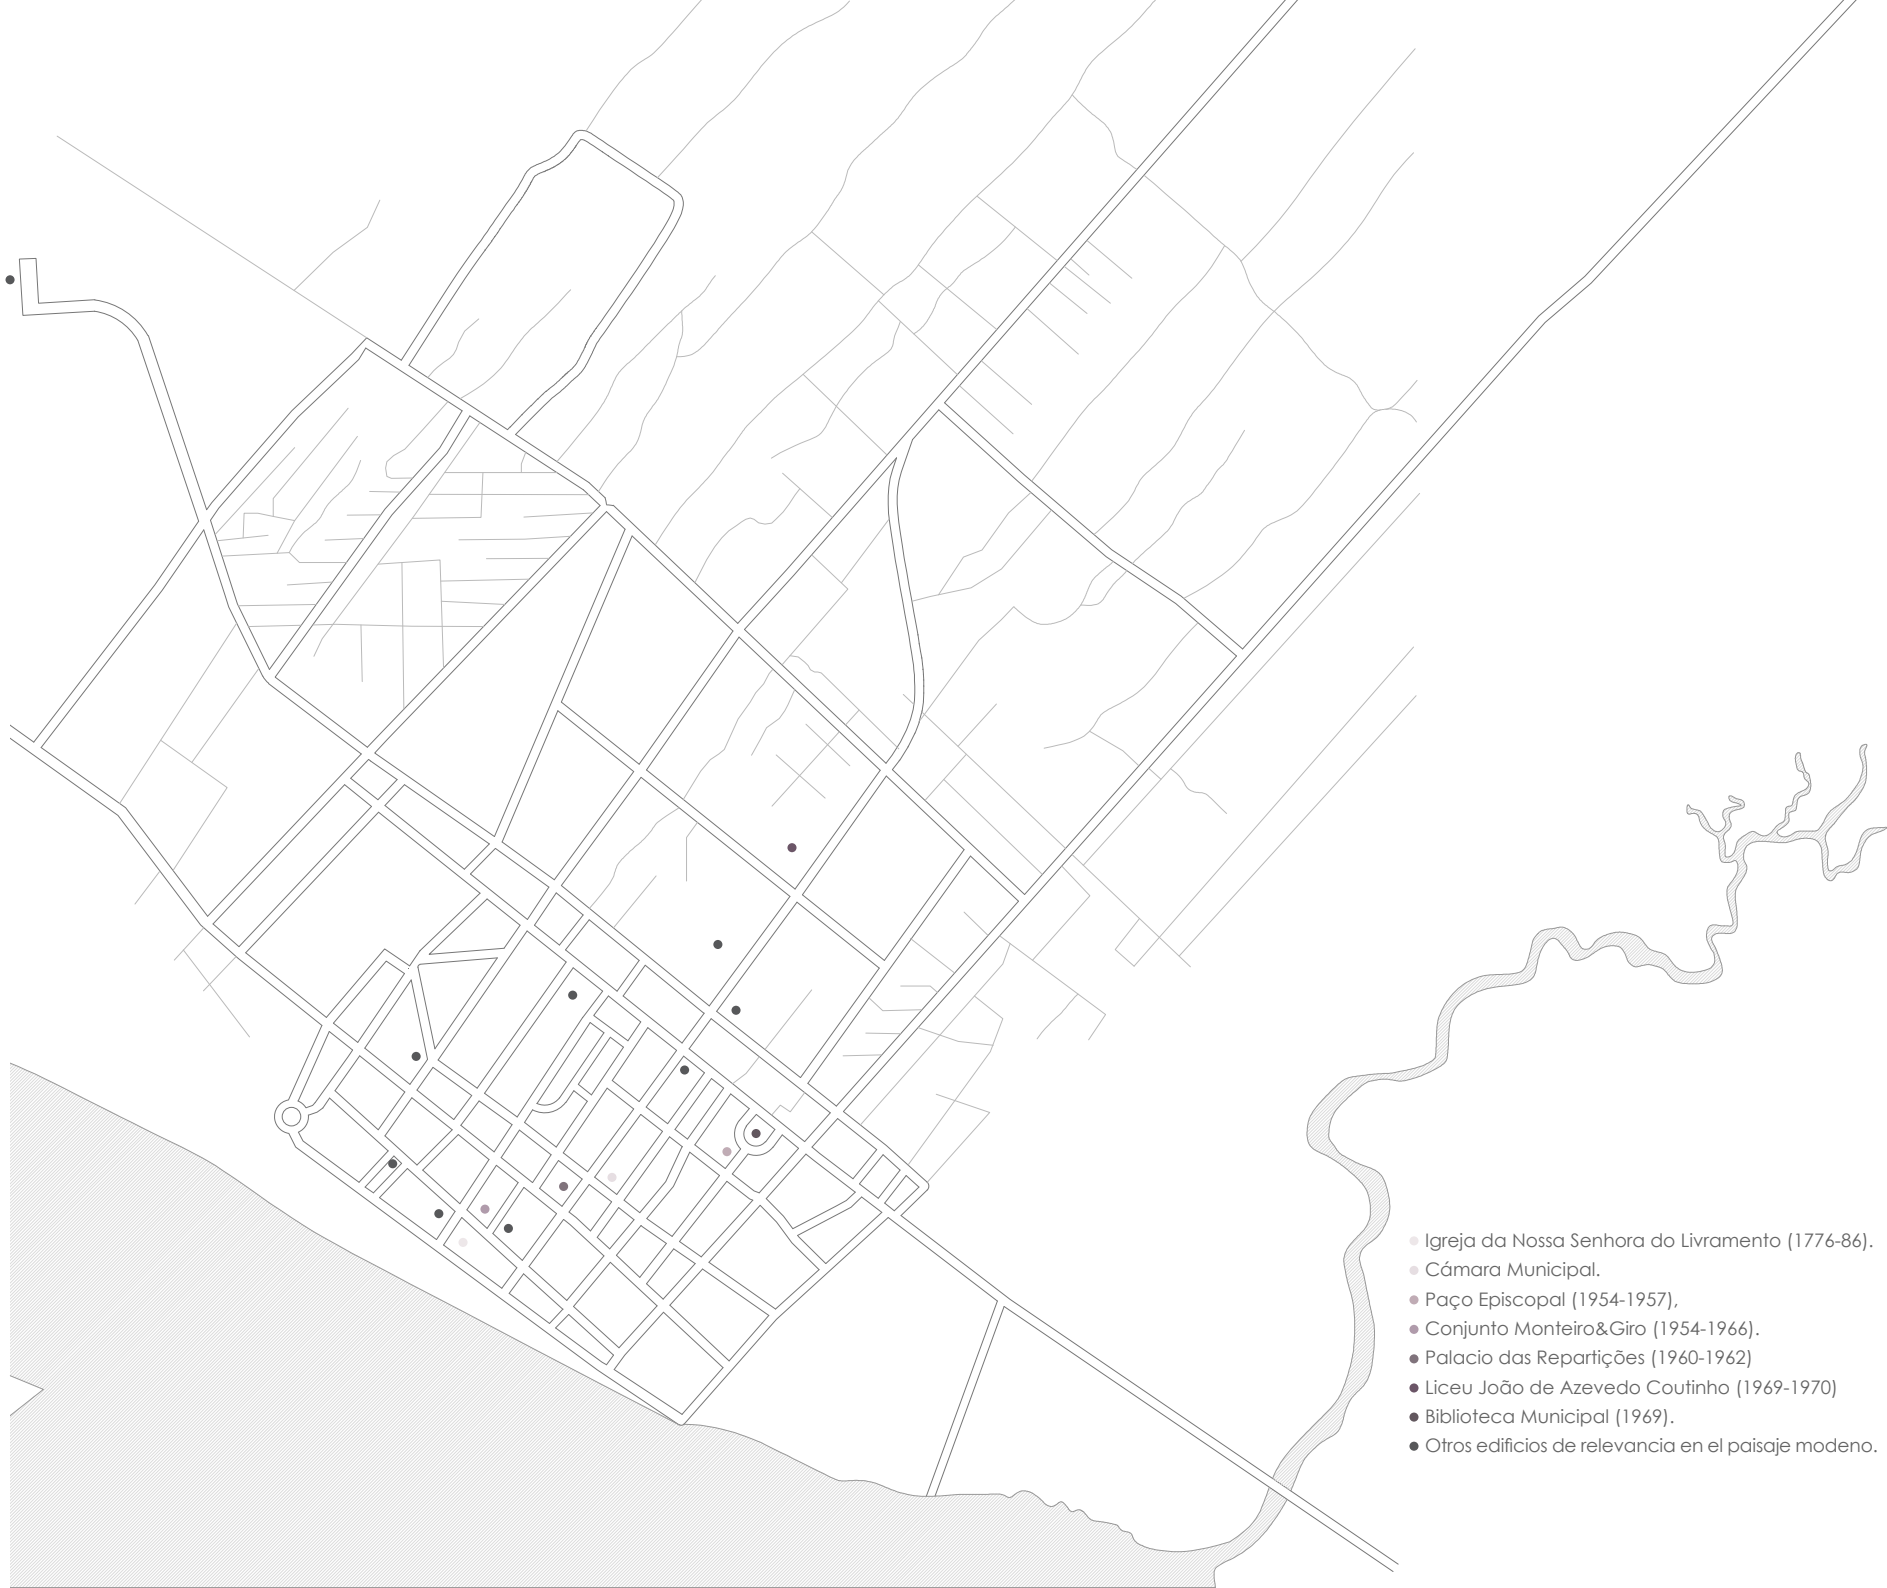 Igreja da Nossa Senhora do Livramento (1776-86).
Cámara Municipal.
Paço Episcopal (1954-1957),
Conjunto Monteiro&Giro (1954-1966).
Palacio das Repartições (1960-1962)
Liceu João de Azevedo Coutinho (1969-1970)
Biblioteca Municipal (1969).
Otros edificios de relevancia en el paisaje modeno.